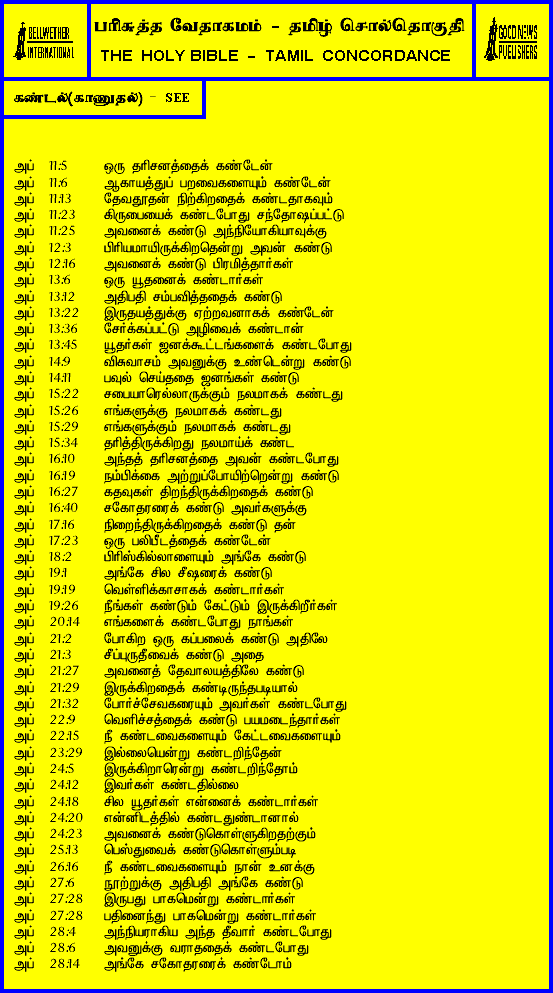 BELLWETHER
INTERNATIONAL
பரிசுத்த வேதாகமம் - தமிழ் சொல்தொகுதி
THE HOLY BIBLE - TAMIL CONCORDANCE
GOOD NEWS
PUBLISHERS
கண்டல்(காணுதல்) - SEE
அப் 11:5 ஒரு தரிசனத்தைக் கண்டேன்
அப் 11:6 ஆகாயத்துப் பறவைகளையும் கண்டேன்
அப் 11:13 தேவதூதன் நிற்கிறதைக் கண்டதாகவும்
அப் 11:23 கிருபையைக் கண்டபோது சந்தோஷப்பட்டு
அப் 11:25 அவனைக் கண்டு அந்நியோகியாவுக்கு
அப் 12:3 பிரியமாயிருக்கிறதென்று அவன் கண்டு
அப் 12:16 அவனைக் கண்டு பிரமித்தார்கள்
அப் 13:6 ஒரு யூதனைக் கண்டார்கள்
அப் 13:12 அதிபதி சம்பவித்ததைக் கண்டு
அப் 13:22 இருதயத்துக்கு ஏற்றவனாகக் கண்டேன்
அப் 13:36 சேர்க்கப்பட்டு அழிவைக் கண்டான்
அப் 13:45 யூதர்கள் ஜனக்கூட்டங்களைக் கண்டபோது
அப் 14:9 விசுவாசம் அவனுக்கு உண்டென்று கண்டு
அப் 14:11 பவுல் செய்ததை ஜனங்கள் கண்டு
அப் 15:22 சபையாரெல்லாருக்கும் நலமாகக் கண்டது
அப் 15:26 எங்களுக்கு நலமாகக் கண்டது
அப் 15:29 எங்களுக்கும் நலமாகக் கண்டது
அப் 15:34 தரித்திருக்கிறது நலமாய்க் கண்ட
அப் 16:10 அந்தத் தரிசனத்தை அவன் கண்டபோது
அப் 16:19 நம்பிக்கை அற்றுப்போயிற்றென்று கண்டு
அப் 16:27 கதவுகள் திறந்திருக்கிறதைக் கண்டு
அப் 16:40 சகோதரரைக் கண்டு அவர்களுக்கு
அப் 17:16 நிறைந்திருக்கிறதைக் கண்டு தன்
அப் 17:23 ஒரு பலிபீடத்தைக் கண்டேன்
அப் 18:2 பிரிஸ்கில்லாளையும் அங்கே கண்டு
அப் 19:1 அங்கே சில சீஷரைக் கண்டு
அப் 19:19 வெள்ளிக்காசாகக் கண்டார்கள்
அப் 19:26 நீங்கள் கண்டும் கேட்டும் இருக்கிறீர்கள்
அப் 20:14 எங்களைக் கண்டபோது நாங்கள்
அப் 21:2 போகிற ஒரு கப்பலைக் கண்டு அதிலே
அப் 21:3 சீப்புருதீவைக் கண்டு அதை
அப் 21:27 அவனைத் தேவாலயத்திலே கண்டு
அப் 21:29 இருக்கிறதைக் கண்டிருந்தபடியால்
அப் 21:32 போர்ச்சேவகரையும் அவர்கள் கண்டபோது
அப் 22:9 வெளிச்சத்தைக் கண்டு பயமடைந்தார்கள்
அப் 22:15 நீ கண்டவைகளையும் கேட்டவைகளையும்
அப் 23:29 இல்லையென்று கண்டறிந்தேன்
அப் 24:5 இருக்கிறாரென்று கண்டறிந்தோம்
அப் 24:12 இவர்கள் கண்டதில்லை
அப் 24:18 சில யூதர்கள் என்னைக் கண்டார்கள்
அப் 24:20 என்னிடத்தில் கண்டதுண்டானால்
அப் 24:23 அவனைக் கண்டுகொள்ளுகிறதற்கும்
அப் 25:13 பெஸ்துவைக் கண்டுகொள்ளும்படி
அப் 26:16 நீ கண்டவைகளையும் நான் உனக்கு
அப் 27:6 நூற்றுக்கு அதிபதி அங்கே கண்டு
அப் 27:28 இருபது பாகமென்று கண்டார்கள்
அப் 27:28 பதினைந்து பாகமென்று கண்டார்கள்
அப் 28:4 அந்நியராகிய அந்த தீவார் கண்டபோது
அப் 28:6 அவனுக்கு வராததைக் கண்டபோது
அப் 28:14 அங்கே சகோதரரைக் கண்டோம்